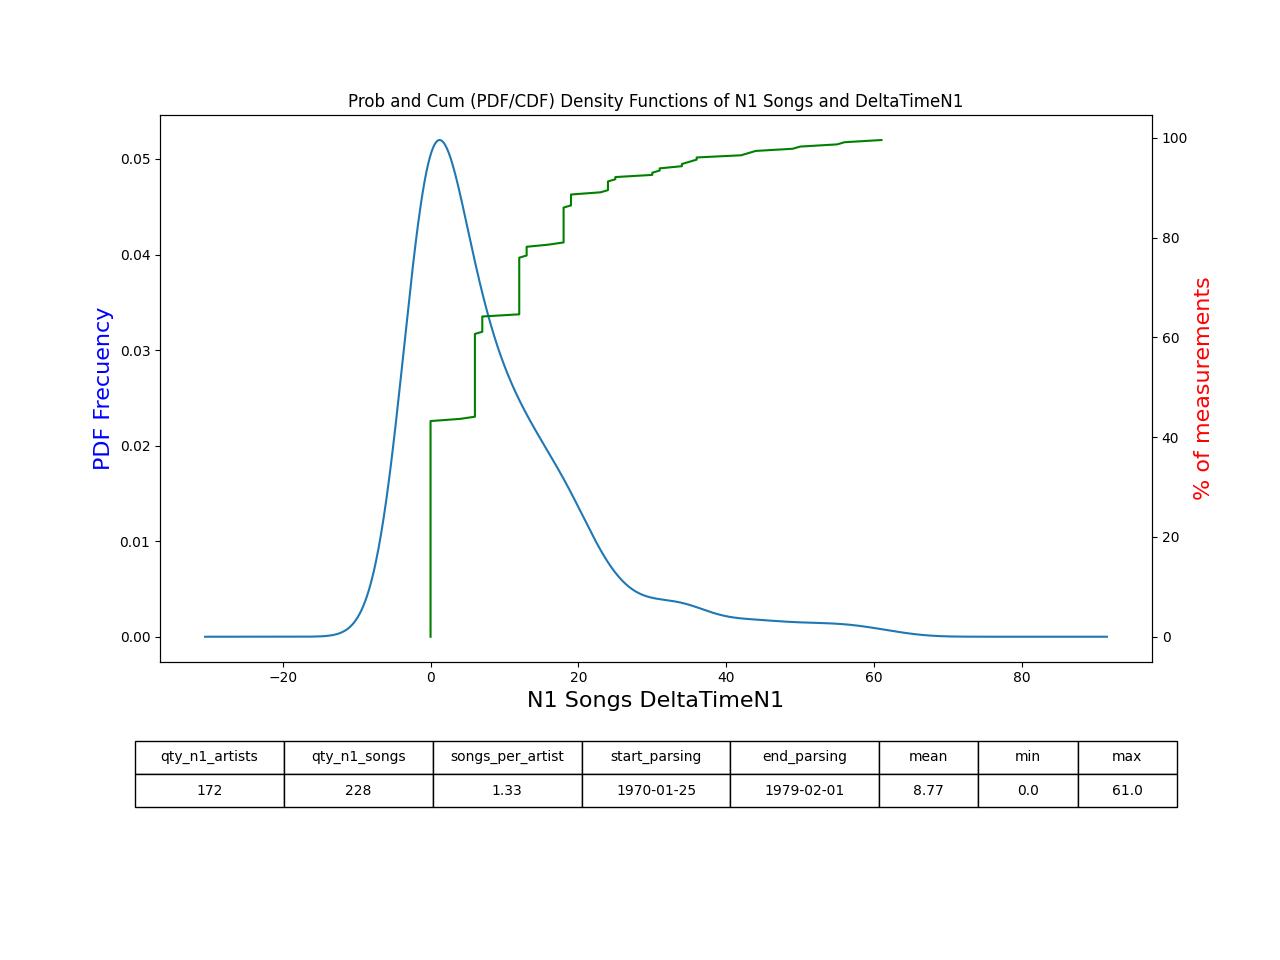 Prob and Cum (PDF/CDF) Density Functions of N1 Songs and DeltaTimeN1
PDF Frecuency
0.05
0.04
0.03
0.02
0.01
0.00
100
80
60
40
20
0
% of measurements
−20 0 20 40 60 80
N1 Songs DeltaTimeN1
qty_n1_artists qty_n1_songs songs_per_artist start_parsing end_parsing mean min max
172 228 1.33 1970-01-25 1979-02-01 8.77 0.0 61.0